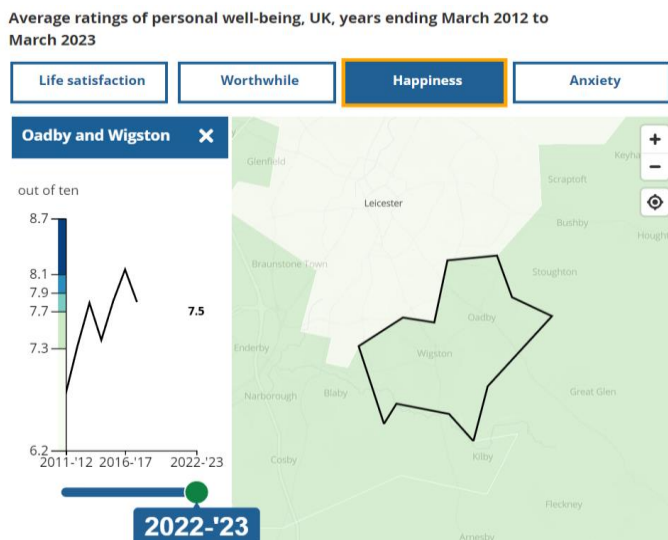 Average ratings of personal well-being, UK, years ending March 2012 to
March 2023
Life satisfaction
Worthwhile
Happiness
Anxiety
Oadby and Wigston ✕
out of ten
8.7
8.1
7.9
7.7
7.3
6.2
7.5
2011-'12 2016-'17 2022-'23
2022-'23
+
−
Glenfield
Leicester
Scraptoft
Bushby
Stoughton
Braunstone Town
Oadby
Wigston
Enderby
Narborough
Blaby
Great Glen
Cosby
Kilby
Fleckney
Arnesby